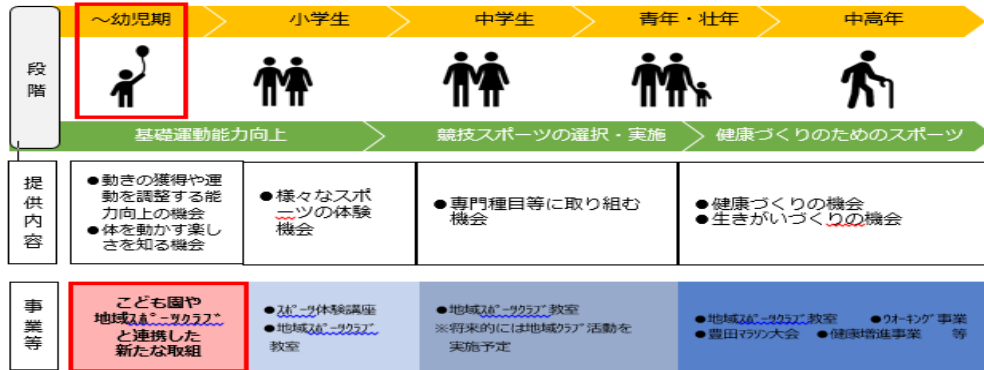 段階
～幼児期
小学生
中学生
青年・壮年
中高年
基礎運動能力向上
競技スポーツの選択・実施
健康づくりのためのスポーツ
提供内容
●動きの獲得や運
動を調整する能
力向上の機会
●体を動かす楽し
さを知る機会
●様々なスポ
ーツの体験
機会
●専門種目等に取り組む
機会
●健康づくりの機会
●生きがいづくりの機会
事業等
こども園や
地域ｽﾎﾟｰﾂｸﾗﾌﾞ
と連携した
新たな取組
●ｽﾎﾟｰﾂ体験講座
●地域ｽﾎﾟｰﾂｸﾗﾌﾞ
教室
●地域ｽﾎﾟｰﾂｸﾗﾌﾞ教室
※将来的には地域ｸﾗﾌﾞ活動を
実施予定
●地域ｽﾎﾟｰﾂｸﾗﾌﾞ教室 ●ｳｵｰｷﾝｸﾞ事業
●豊田ﾏﾗｿﾝ大会 ●健康増進事業 等